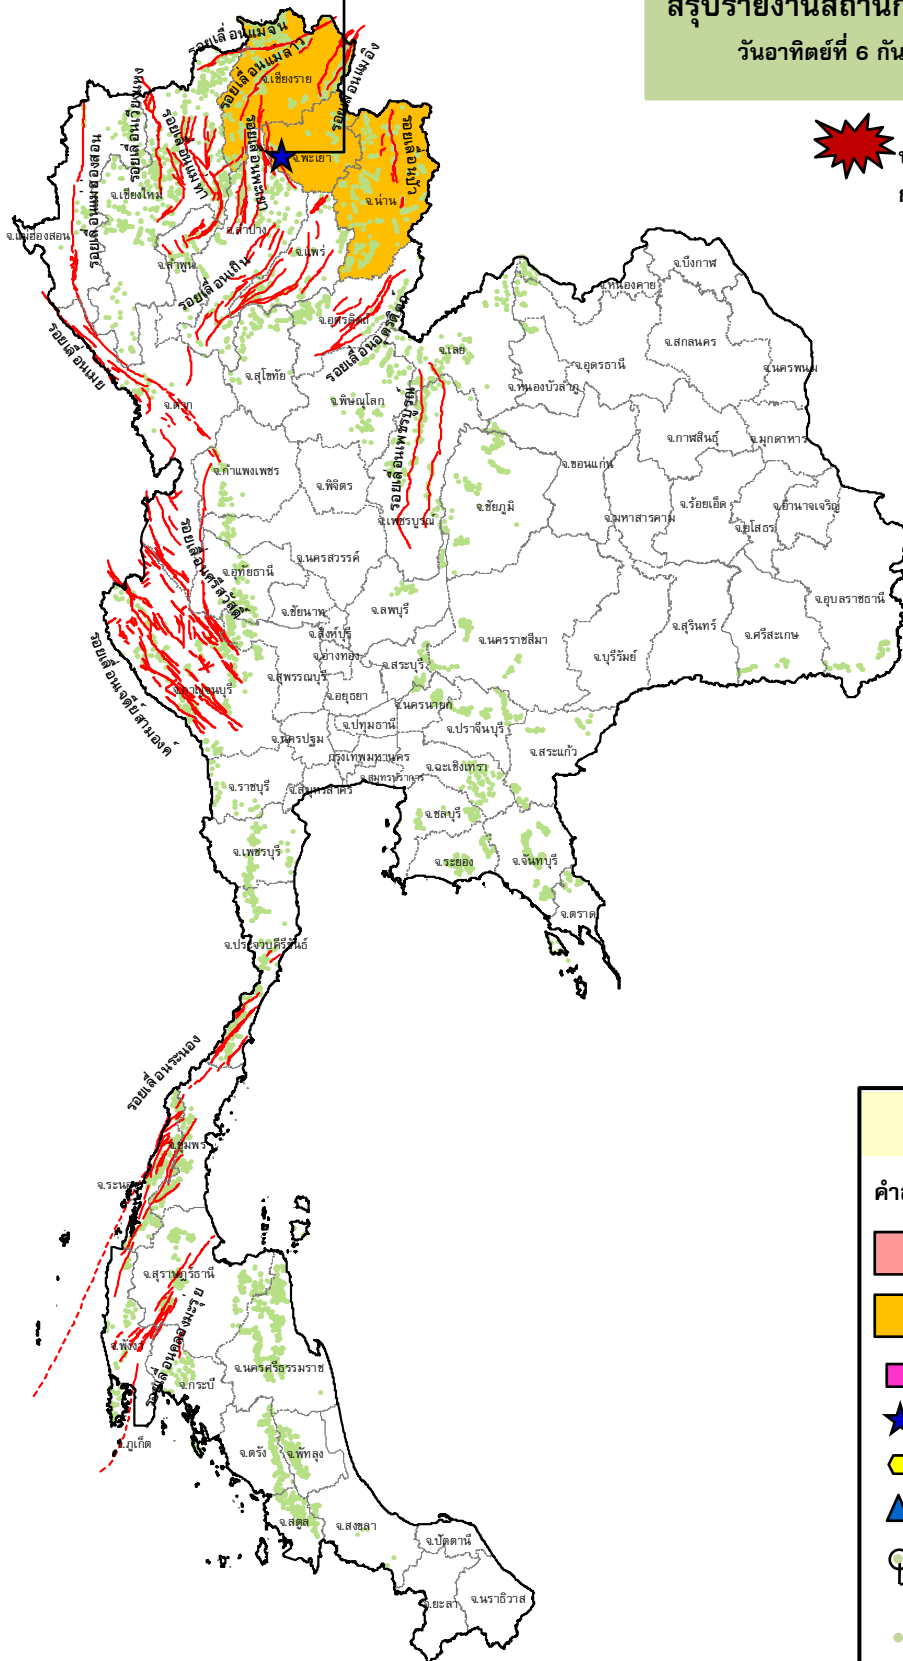 สรุปรายงานสถานก
วันอาทิตย์ที่ 6 กัน
รอยเลื่อนแม่จัน
รอยเลื่อนแม่ลาว
รอยเลื่อนแม่อิง
จ.เชียงราย
รอยเลื่อนเวียงแหง
รอยเลื่อนแม่ทา
รอยเลื่อนพะเยา
รอยเลื่อนปัว
จ.พะเยา
รอยเลื่อนแม่ฮ่องสอน
จ.เชียงใหม่
จ.น่าน
จ.แม่ฮ่องสอน
จ.ลำปาง
จ.แพร่
จ.ลำพูน
รอยเลื่อนเถิน
จ.บึงกาฬ
จ.หนองคาย
จ.อุตรดิตถ์
รอยเลื่อนอุตรดิตถ์
รอยเลื่อนเมย
จ.สกลนคร
จ.เลย
จ.อุดรธานี
จ.นครพนม
จ.สุโขทัย
จ.หนองบัวลำภู
จ.ตาก
จ.พิษณุโลก
รอยเลื่อนเพชรบูรณ์
จ.กาฬสินธุ์
จ.มุกดาหาร
จ.กำแพงเพชร
จ.พิจิตร
จ.ขอนแก่น
จ.ชัยภูมิ
จ.ร้อยเอ็ด
จ.อำนาจเจริญ
จ.เพชรบูรณ์
จ.มหาสารคาม
จ.ยโสธร
รอยเลื่อนศรีสวัสดิ์
จ.นครสวรรค์
จ.อุทัยธานี
จ.ชัยนาท
จ.ลพบุรี
จ.อุบลราชธานี
จ.สิงห์บุรี
จ.นครราชสีมา
จ.สุรินทร์
จ.ศรีสะเกษ
จ.อ่างทอง
จ.บุรีรัมย์
จ.สระบุรี
จ.สุพรรณบุรี
จ.กาญจนบุรี
จ.อยุธยา
จ.นครนายก
รอยเลื่อนเจดีย์สามองค์
จ.ปทุมธานี
จ.ปราจีนบุรี
จ.นครปฐม
กรุงเทพมหานคร
จ.สระแก้ว
จ.ฉะเชิงเทรา
จ.สมุทรปราการ
จ.ราชบุรี
จ.สมุทรสาคร
จ.ชลบุรี
จ.เพชรบุรี
จ.ระยอง
จ.จันทบุรี
จ.ตราด
จ.ประจวบคีรีขันธ์
รอยเลื่อนระนอง
จ.ชุมพร
จ.สุราษฎร์ธานี
รอยเลื่อนคลองมะรุ่ย
จ.พังงา
จ.นครศรีธรรมราช
จ.กระบี่
จ.ภูเก็ต
จ.ตรัง
จ.พัทลุง
จ.สตูล
จ.สงขลา
จ.ปัตตานี
จ.ยะลา
จ.นราธิวาส